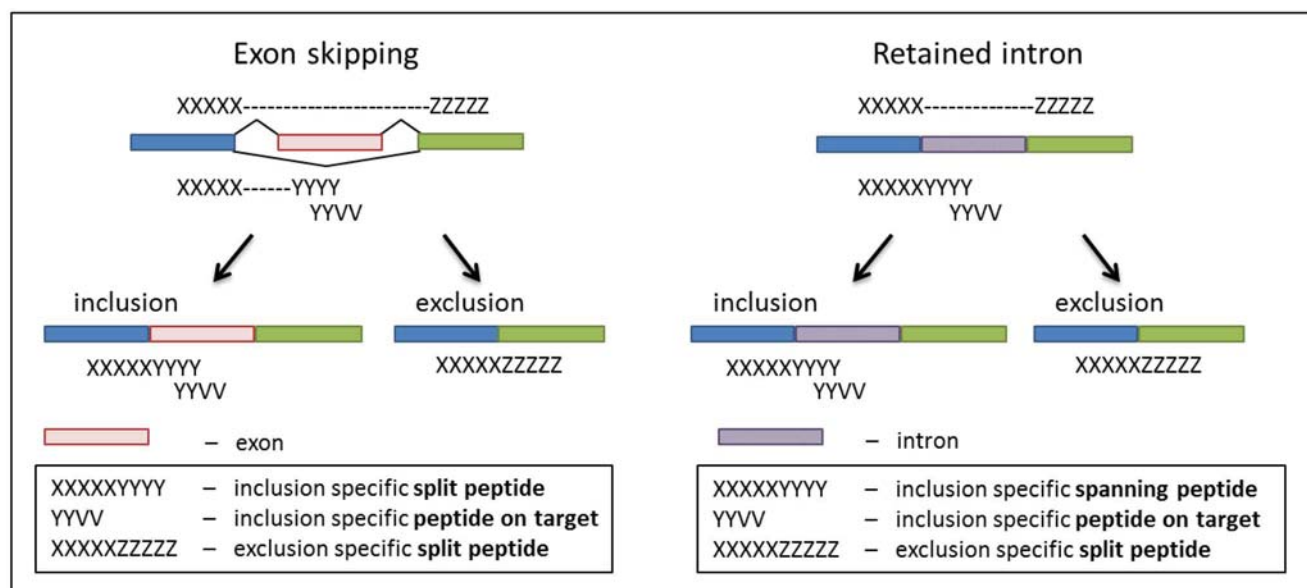 Exon skipping
XXXXX------------------------ZZZZZ
XXXXX------YYYY
YYVV
inclusion
exclusion
XXXXXYYYY
YYVV
XXXXXZZZZZ
– exon
XXXXXYYYY – inclusion specific split peptide
YYVV – inclusion specific peptide on target
XXXXXZZZZZ – exclusion specific split peptide
Retained intron
XXXXX--------------ZZZZZ
XXXXXYYYY
YYVV
inclusion
exclusion
XXXXXYYYY
YYVV
XXXXXZZZZZ
– intron
XXXXXYYYY – inclusion specific spanning peptide
YYVV – inclusion specific peptide on target
XXXXXZZZZZ – exclusion specific split peptide